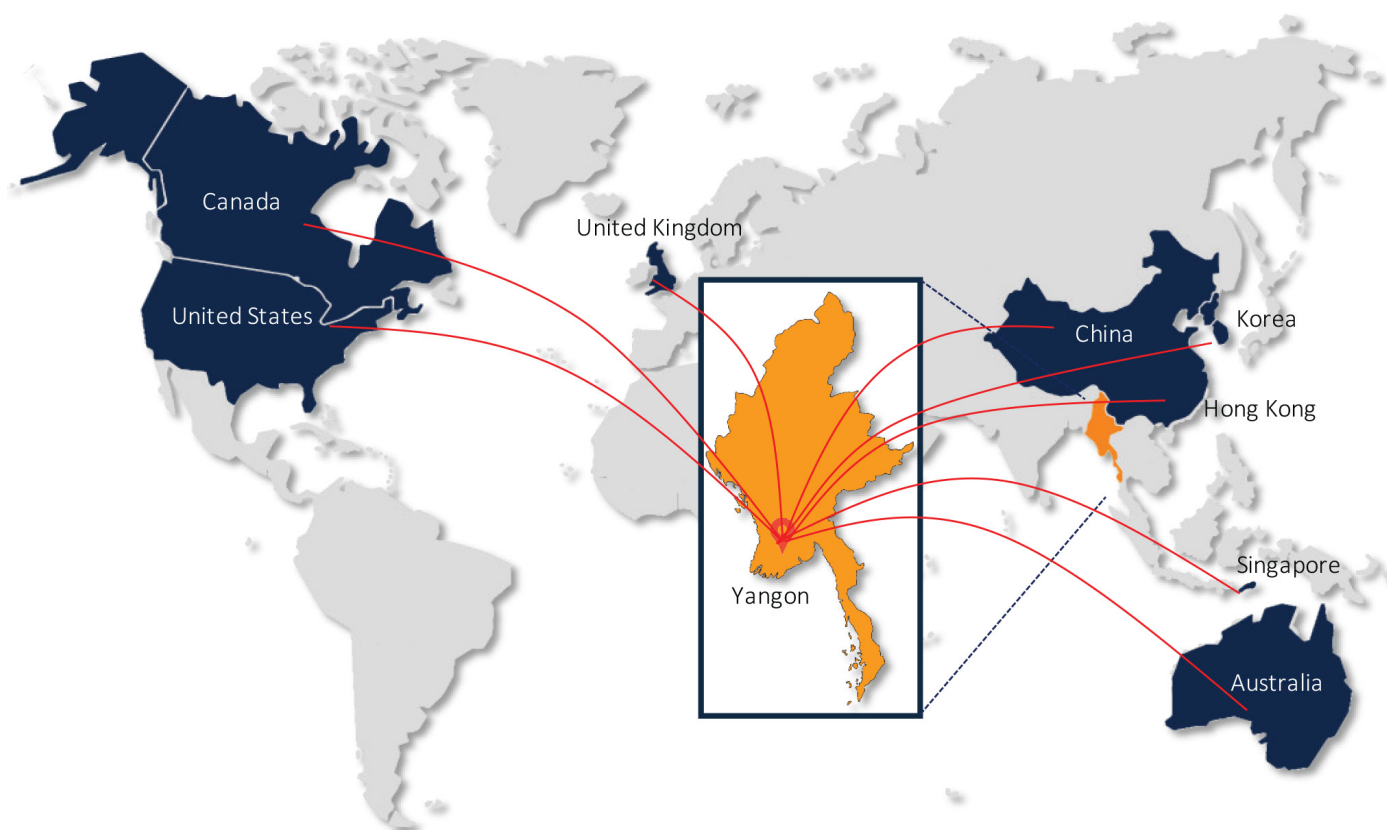 Canada
United Kingdom
United States
Korea
China
Hong Kong
Singapore
Yangon
Australia